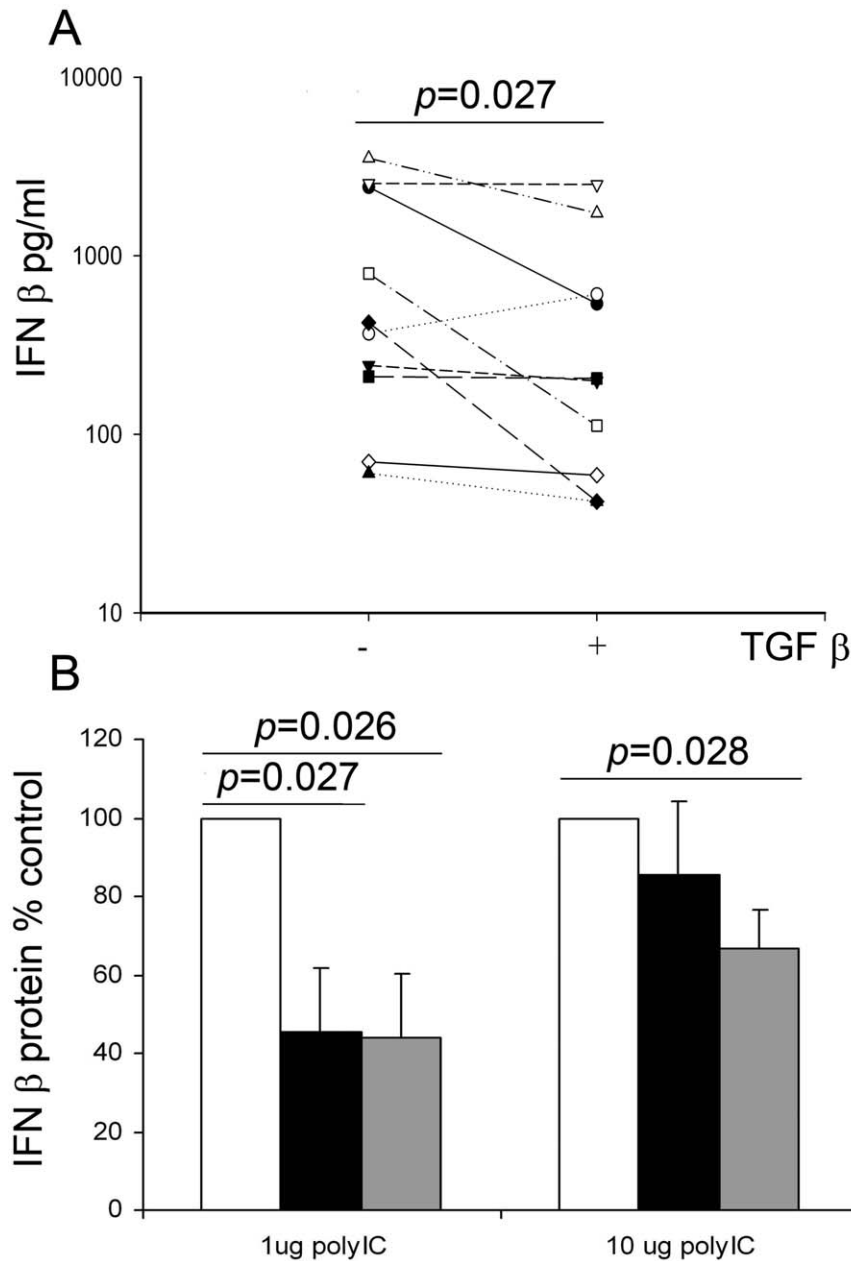 A
10000
p=0.027
1000
IFN β pg/ml
100
10
- + TGF β
B
120
p=0.026
p=0.028
p=0.027
100
80
IFN β protein % control
60
40
20
0
1ug polyIC 10 ug polyIC